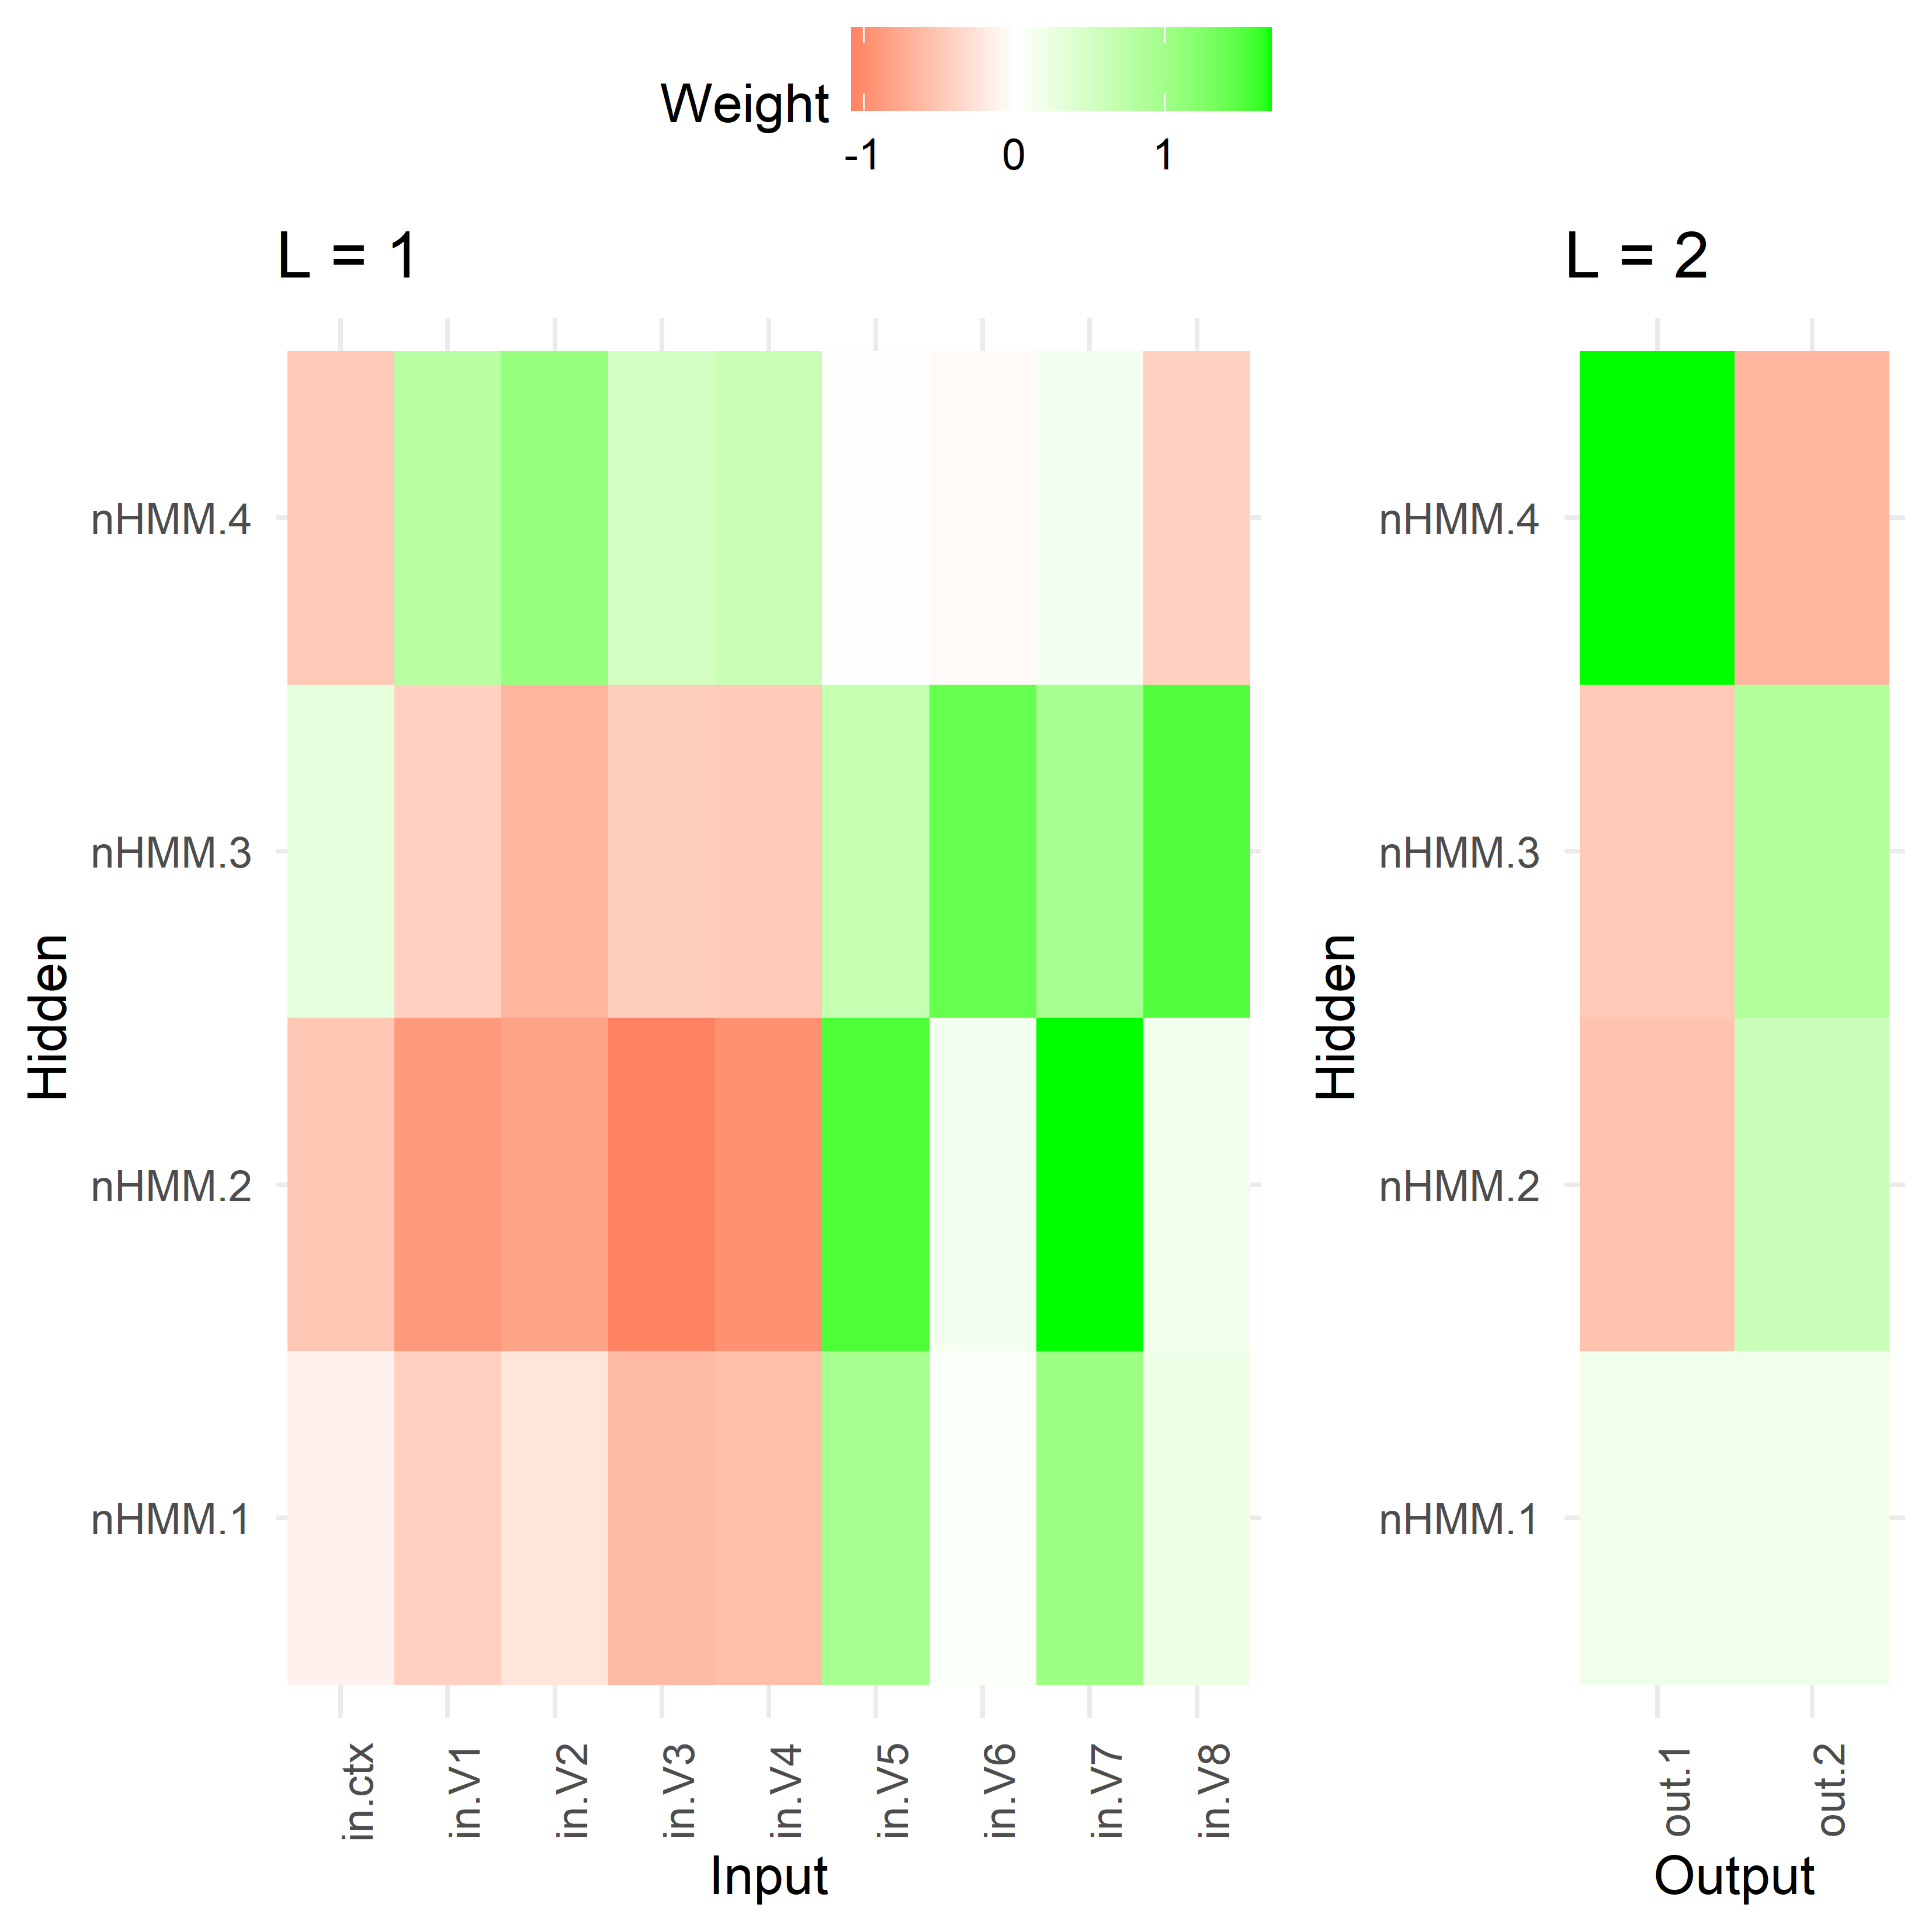 Weight
-1 0 1
L = 1
L = 2
nHMM.4
nHMM.3
nHMM.2
nHMM.1
Hidden
in.ctx
in.V1
in.V2
in.V3
in.V4
in.V5
in.V6
in.V7
in.V8
Input
nHMM.4
nHMM.3
nHMM.2
nHMM.1
Hidden
out.1
out.2
Output